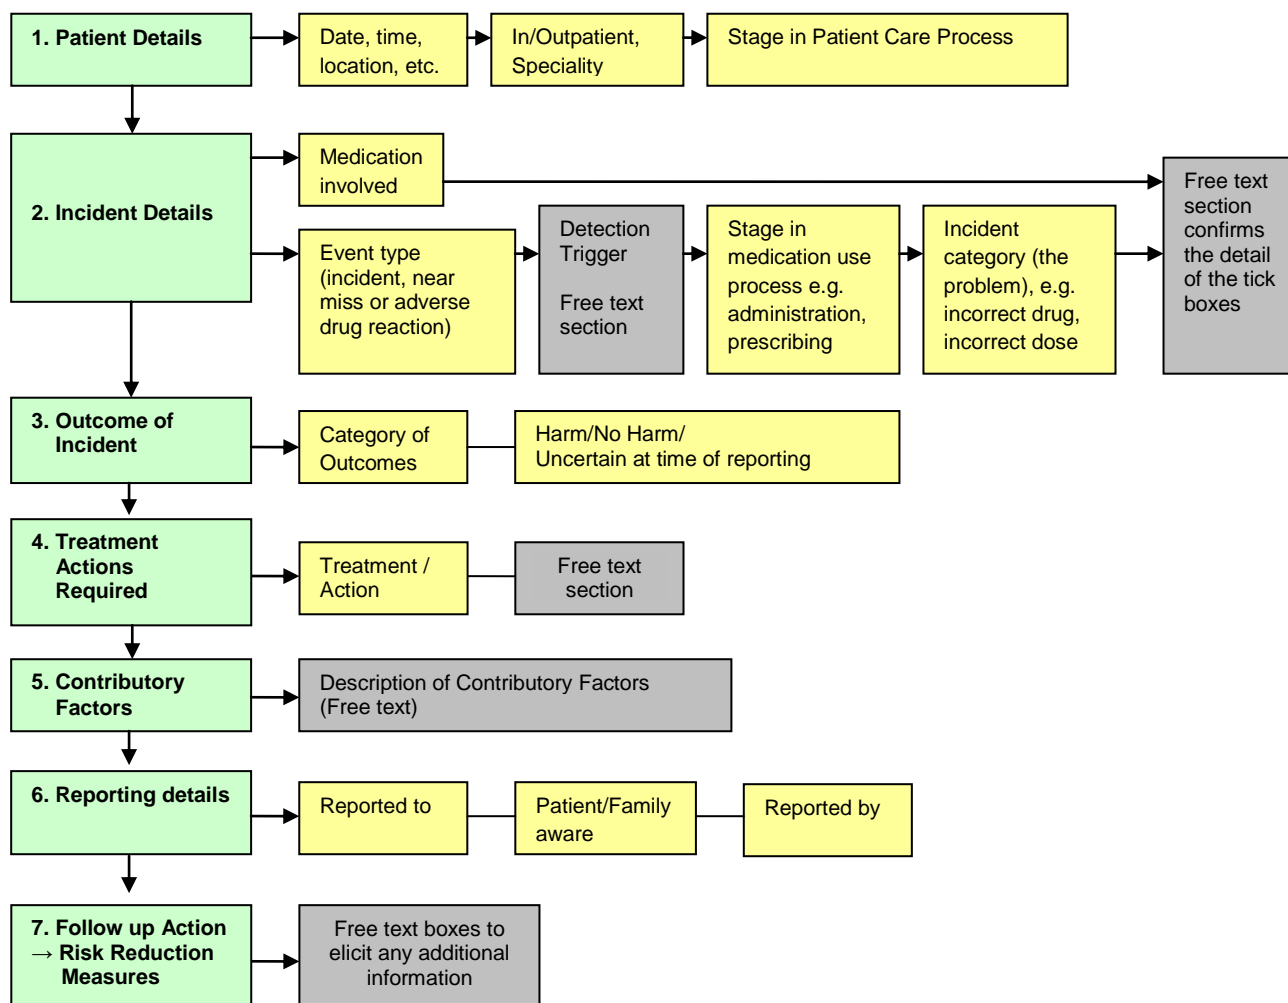 1. Patient Details
Date, time,
location, etc.
In/Outpatient,
Speciality
Stage in Patient Care Process
2. Incident Details
Medication
involved
Event type
(incident, near
miss or adverse
drug reaction)
Detection
Trigger
Free text
section
Stage in
medication use
process e.g.
administration,
prescribing
Incident
category (the
problem), e.g.
incorrect drug,
incorrect dose
Free text
section
confirms
the detail
of the tick
boxes
3. Outcome of
Incident
Category of
Outcomes
Harm/No Harm/
Uncertain at time of reporting
4. Treatment
Actions
Required
Treatment /
Action
Free text
section
5. Contributory
Factors
Description of Contributory Factors
(Free text)
6. Reporting details
Reported to
Patient/Family
aware
Reported by
7. Follow up Action
→ Risk Reduction
Measures
Free text boxes to
elicit any additional
information